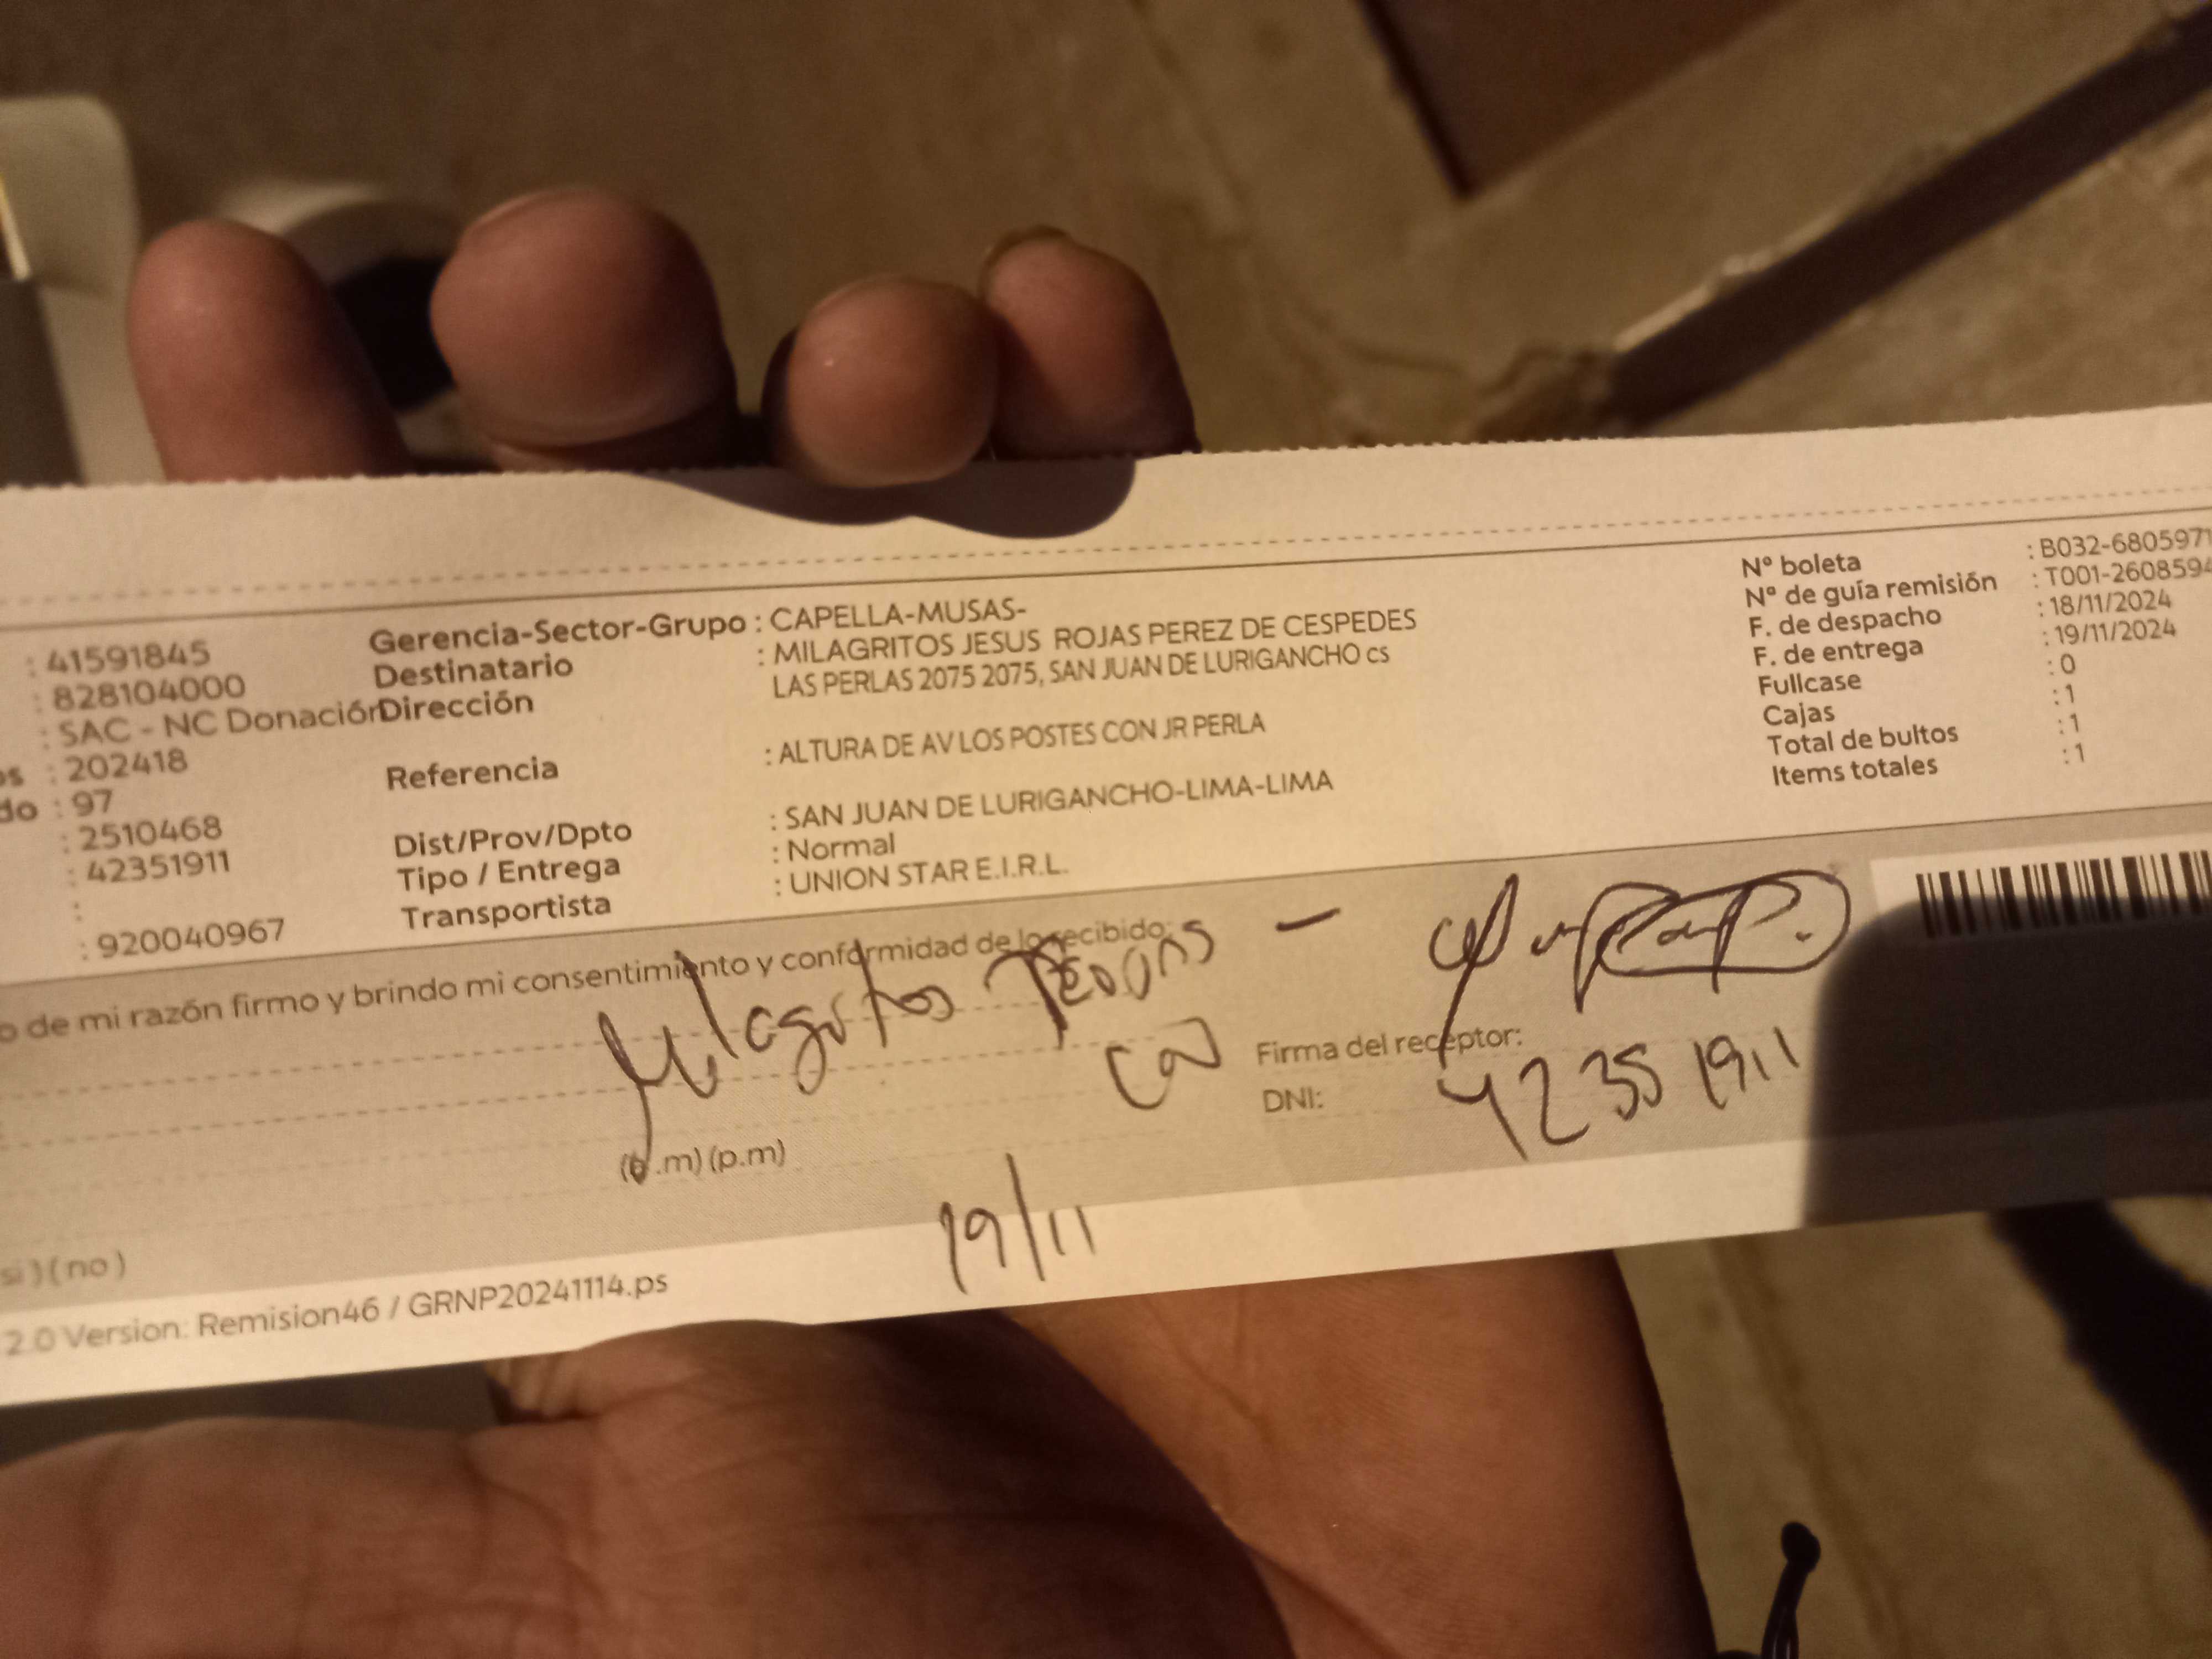 : 41591845
: 828104000
: SAC - NC Donación
os : 202418
do : 97
: 2510468
: 42351911
:
: 920040967
Gerencia-Sector-Grupo : CAPELLA-MUSAS-
Destinatario : MILAGRITOS JESUS ROJAS PEREZ DE CESPEDES
Dirección LAS PERLAS 2075 2075, SAN JUAN DE LURIGANCHO cs
Referencia : ALTURA DE AV LOS POSTES CON JR PERLA
Dist/Prov/Dpto : SAN JUAN DE LURIGANCHO-LIMA-LIMA
Tipo / Entrega : Normal
Transportista : UNION STAR E.I.R.L.
Nº boleta : B032-6805971
Nº de guía remisión : T001-2608594
F. de despacho : 18/11/2024
F. de entrega : 19/11/2024
Fullcase : 0
Cajas : 1
Total de bultos : 1
Items totales : 1
o de mi razón firmo y brindo mi consentimiento y conformidad de lo recibido:
Milagritos
Firma del receptor:
DNI: 42351911
(a.m) (p.m)
19/11
si ) ( no )
2.0 Version: Remision46 / GRNP20241114.ps